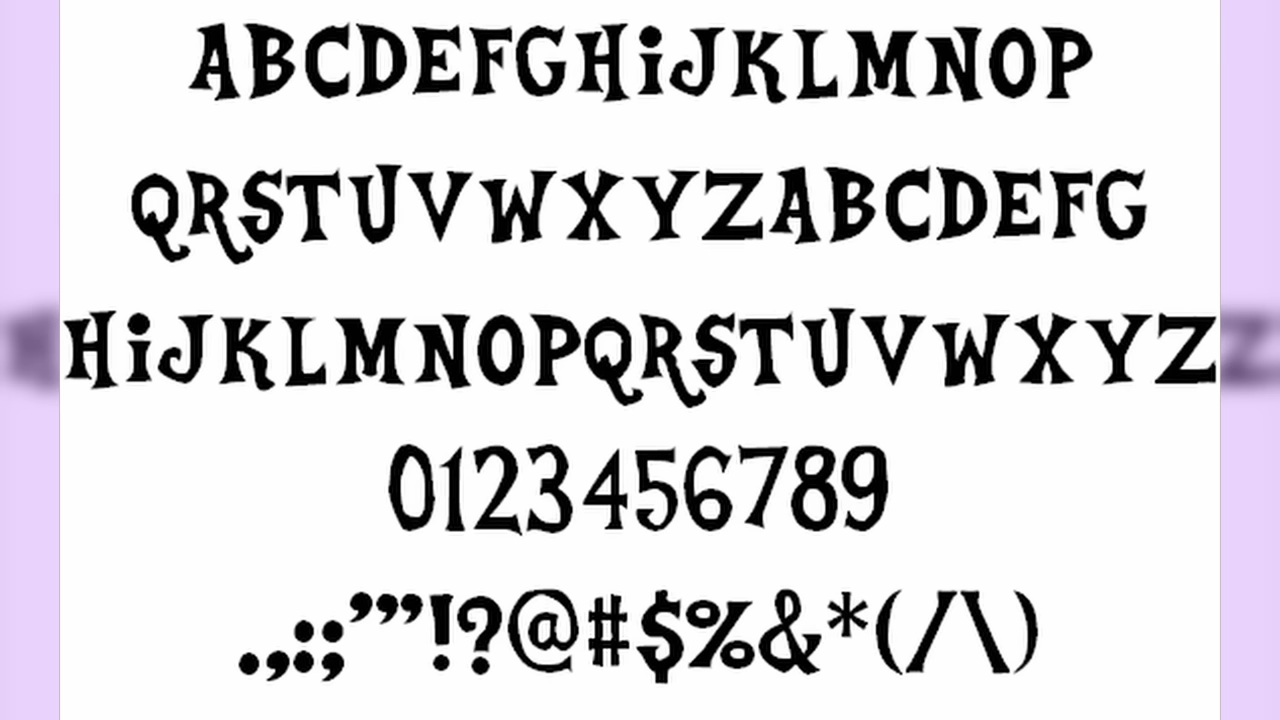 ABCDEFGHiJKLMNOP
QRSTUVWXYZABCDEFG
HiJKLMNOPQRSTUVWXYZ
0123456789
.,:;’”!?@#$%&*(/\)